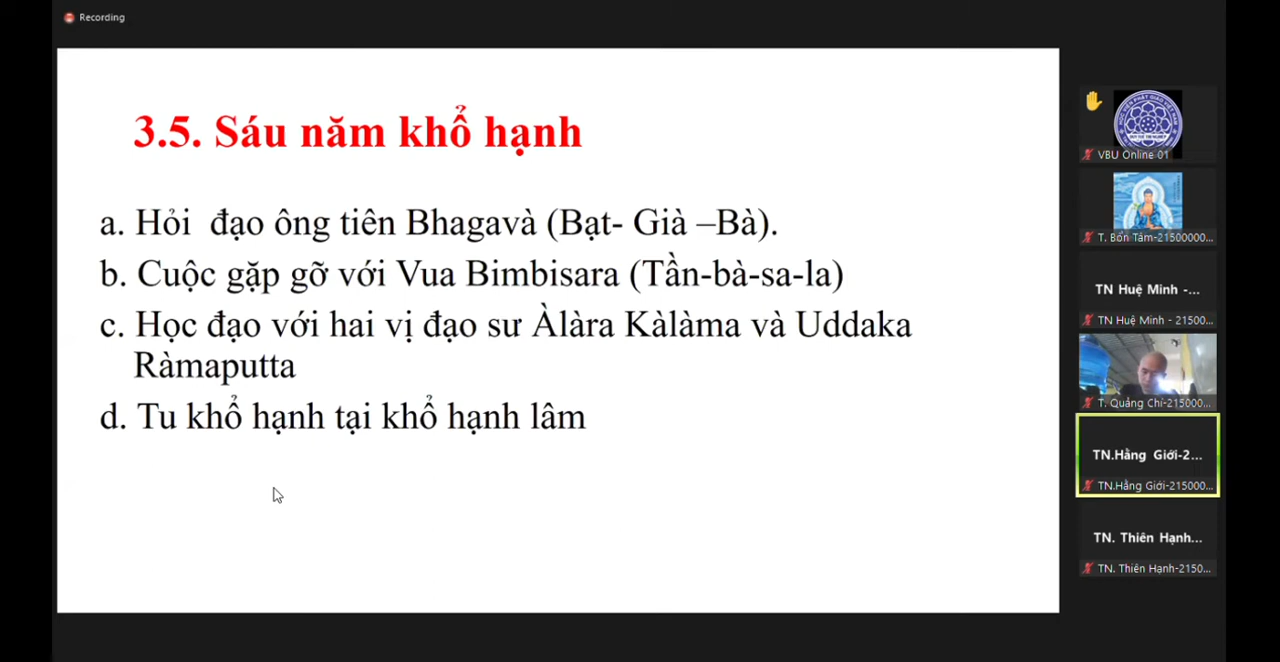 Recording
3.5. Sáu năm khổ hạnh
a. Hỏi  đạo ông tiên Bhagavà (Bạt- Già –Bà).
b. Cuộc gặp gỡ với Vua Bimbisara (Tần-bà-sa-la)
c. Học đạo với hai vị đạo sư Àlàra Kàlàma và Uddaka
Ràmaputta
d. Tu khổ hạnh tại khổ hạnh lâm
VBU Online 01
T. Bổn Tâm-21500000...
TN Huệ Minh -...
TN Huệ Minh - 21500...
T. Quảng Chí-215000...
TN.Hằng Giới-2...
TN.Hằng Giới-215000...
TN. Thiên Hạnh...
TN. Thiên Hạnh-2150...